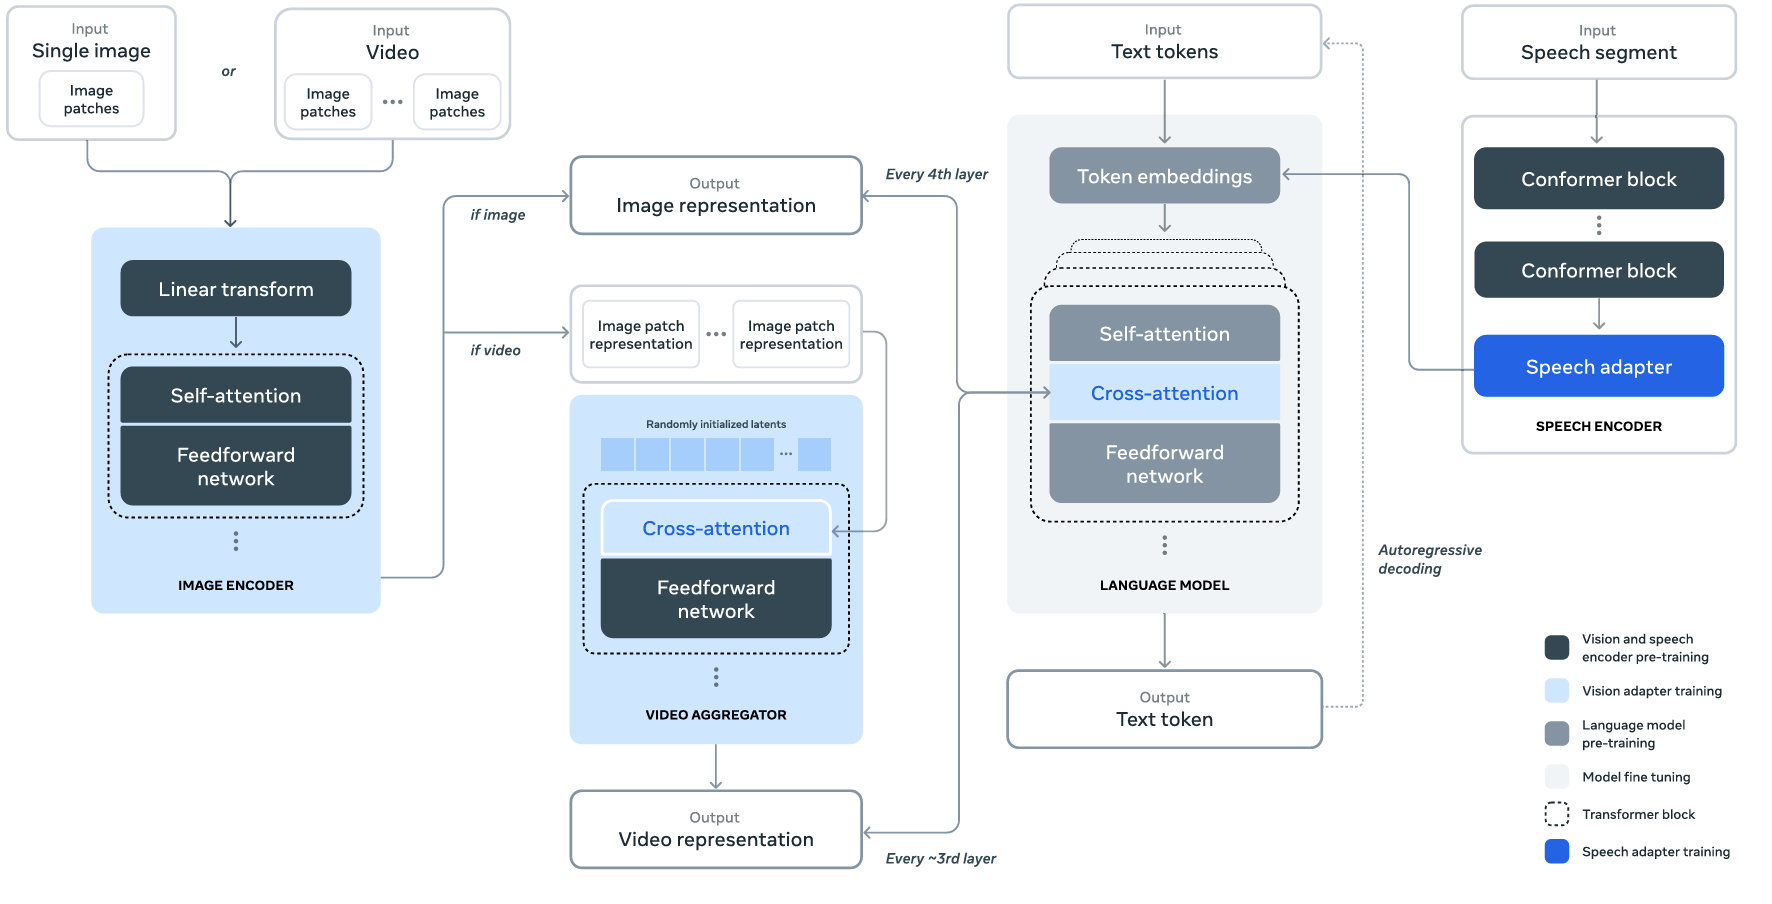 Input
Single image
Image
patches
or
Input
Video
Image
patches
...
Image
patches
Linear transform
Self-attention
Feedforward
network
IMAGE ENCODER
if image
if video
Output
Image representation
Image patch
representation
...
Image patch
representation
Randomly initialized latents
...
Cross-attention
Feedforward
network
VIDEO AGGREGATOR
Output
Video representation
Every 4th layer
Every ~3rd layer
Input
Text tokens
Token embeddings
Self-attention
Cross-attention
Feedforward
network
LANGUAGE MODEL
Output
Text token
Autoregressive
decoding
Input
Speech segment
Conformer block
Conformer block
Speech adapter
SPEECH ENCODER
Vision and speech
encoder pre-training
Vision adapter training
Language model
pre-training
Model fine tuning
Transformer block
Speech adapter training